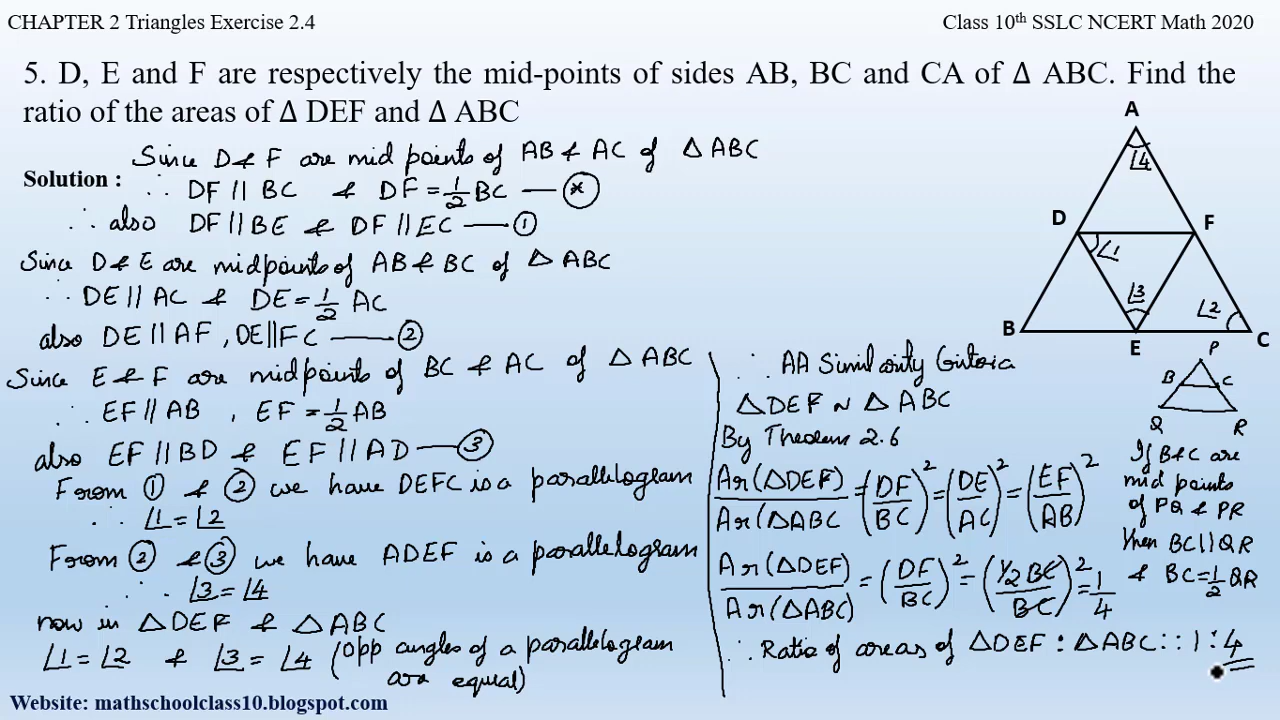 CHAPTER 2 Triangles Exercise 2.4
Class 10th SSLC NCERT Math 2020
5. D, E and F are respectively the mid-points of sides AB, BC and CA of Δ ABC. Find the
ratio of the areas of Δ DEF and Δ ABC
Since D & F are mid points of AB & AC of △ ABC
Solution :
∴ DF || BC & DF = 1/2 BC — (*)
∴ also DF || BE & DF || EC — ①
Since D & E are midpoints of AB & BC of △ ABC
∴ DE || AC & DE = 1/2 AC
also DE || AF , DE || FC — ②
Since E & F are midpoints of BC & AC of △ ABC
∴ EF || AB , EF = 1/2 AB
also EF || BD & EF || AD — ③
From ① & ② we have DEFC is a parallelogram
∴ ∠1 = ∠2
From ② & ③ we have ADEF is a parallelogram
∴ ∠3 = ∠4
now in △DEF & △ABC
∠1 = ∠2 & ∠3 = ∠4 (opp angles of a parallelogram
are equal)
∴ AA Similarity Criteria
△DEF ~ △ABC
By Theorem 2.6
Ar(△DEF)/Ar(△ABC = (DF/BC)² = (DE/AC)² = (EF/AB)²
Ar(△DEF)/Ar(△ABC) = (DF/BC)² = (1/2 BC/BC)² = 1/4
∴ Ratio of areas of △DEF : △ABC :: 1 : 4
A
∠4
D
F
∠1
∠3
∠2
B
E
C
P
B
C
Q
R
If B & C are
mid points
of PQ & PR
then BC || QR
& BC = 1/2 QR
Website: mathschoolclass10.blogspot.com